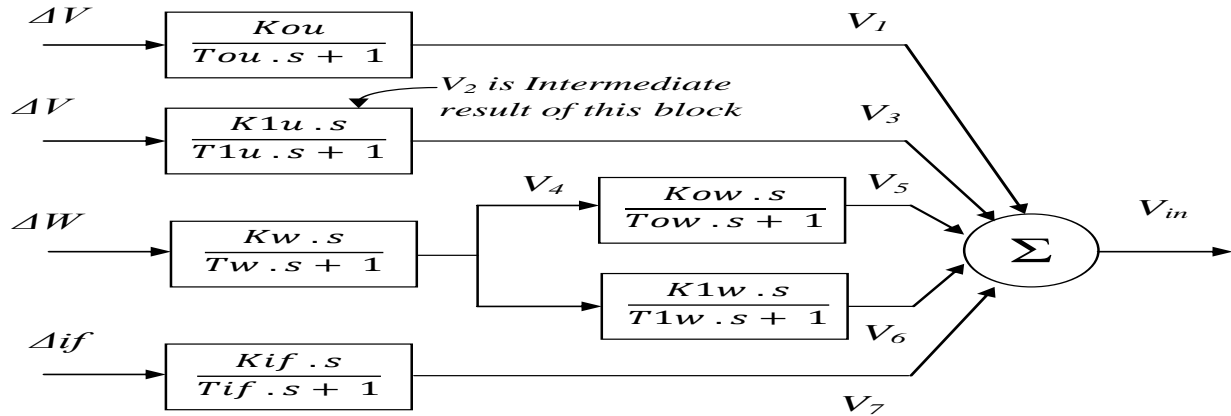 ΔV
Kou
Tou . s + 1
V1
V2 is Intermediate
result of this block
ΔV
K1u . s
T1u . s + 1
V3
ΔW
Kw . s
Tw . s + 1
V4
Kow . s
Tow . s + 1
V5
K1w . s
T1w . s + 1
V6
Σ
Vin
Δif
Kif . s
Tif . s + 1
V7